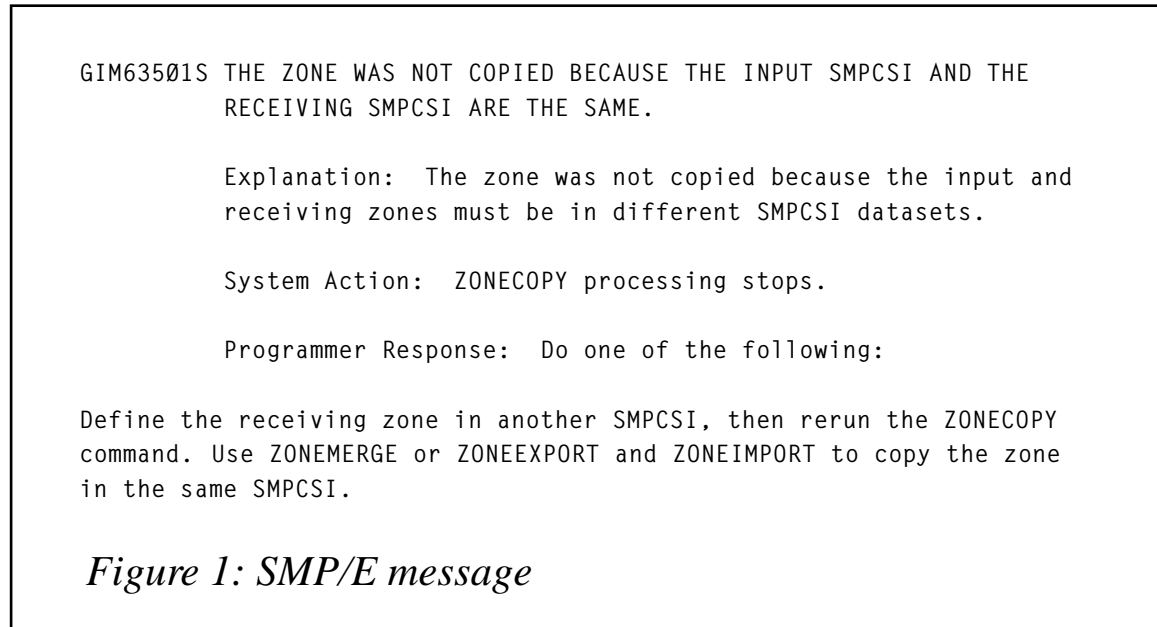 GIM635Ø1S THE ZONE WAS NOT COPIED BECAUSE THE INPUT SMPCSI AND THE
RECEIVING SMPCSI ARE THE SAME.
Explanation: The zone was not copied because the input and
receiving zones must be in different SMPCSI datasets.
System Action: ZONECOPY processing stops.
Programmer Response: Do one of the following:
Define the receiving zone in another SMPCSI, then rerun the ZONECOPY
command. Use ZONEMERGE or ZONEEXPORT and ZONEIMPORT to copy the zone
in the same SMPCSI.
Figure 1: SMP/E message